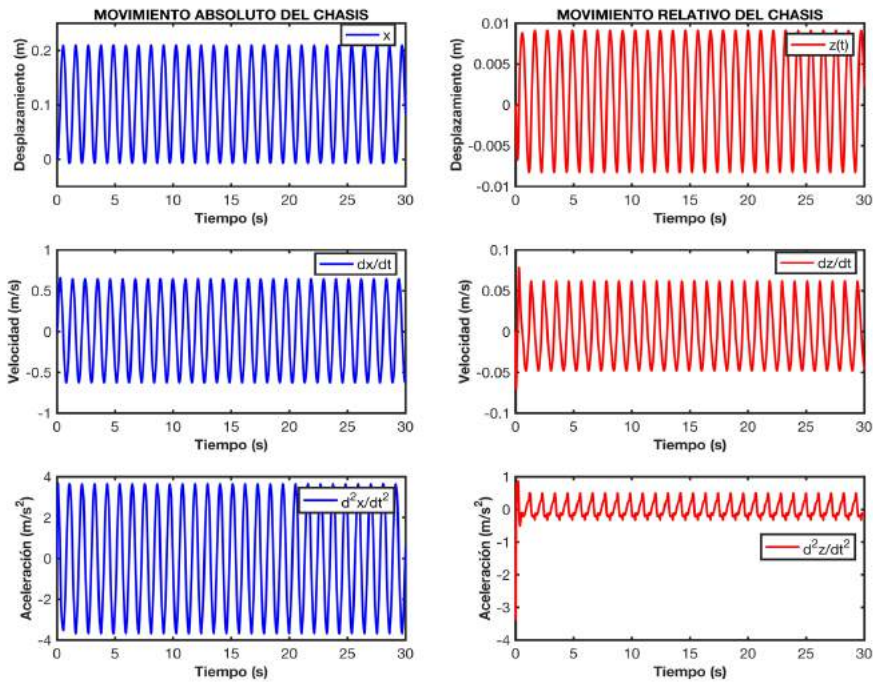 MOVIMIENTO ABSOLUTO DEL CHASIS
Desplazamiento (m)
0.2
0.1
0
x
0 5 10 15 20 25 30
Tiempo (s)
MOVIMIENTO RELATIVO DEL CHASIS
Desplazamiento (m)
0.01
0.005
0
-0.005
-0.01
z(t)
0 5 10 15 20 25 30
Tiempo (s)
Velocidad (m/s)
1
0.5
0
-0.5
-1
dx/dt
0 5 10 15 20 25 30
Tiempo (s)
Velocidad (m/s)
0.1
0.05
0
-0.05
-0.1
dz/dt
0 5 10 15 20 25 30
Tiempo (s)
Aceleración (m/s²)
4
2
0
-2
-4
d²x/dt²
0 5 10 15 20 25 30
Tiempo (s)
Aceleración (m/s²)
1
0
-1
-2
-3
-4
d²z/dt²
0 5 10 15 20 25 30
Tiempo (s)